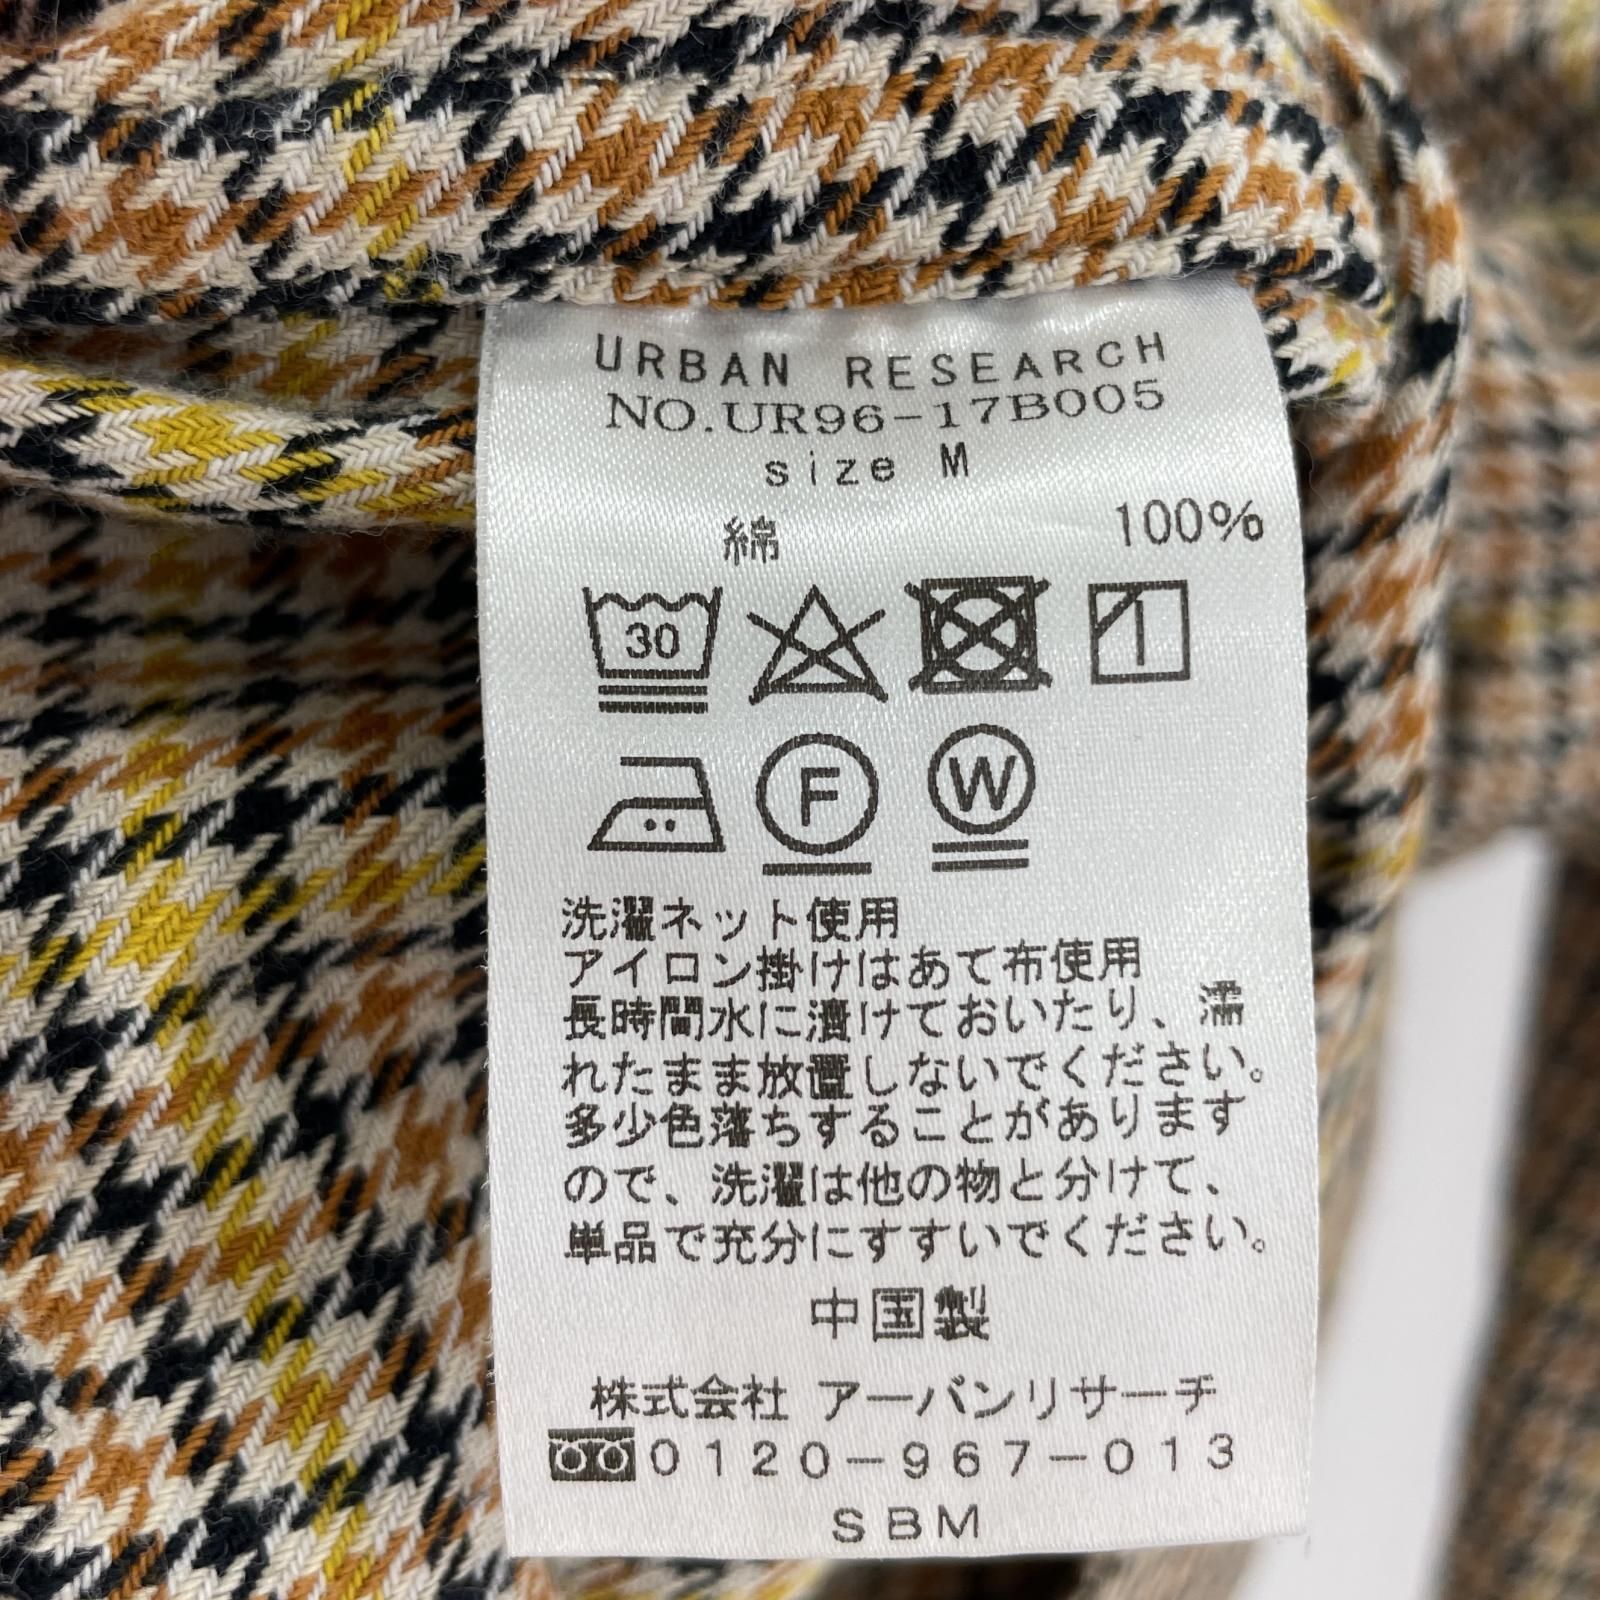 URBAN RESEARCH
NO.UR96-17B005
size M
綿 100%
30
F W
洗濯ネット使用
アイロン掛けはあて布使用
長時間水に漬けておいたり、濡
れたまま放置しないでください。
多少色落ちすることがあります
ので、洗濯は他の物と分けて、
単品で充分にすすいでください。
中国製
株式会社 アーバンリサーチ
0120-967-013
SBM